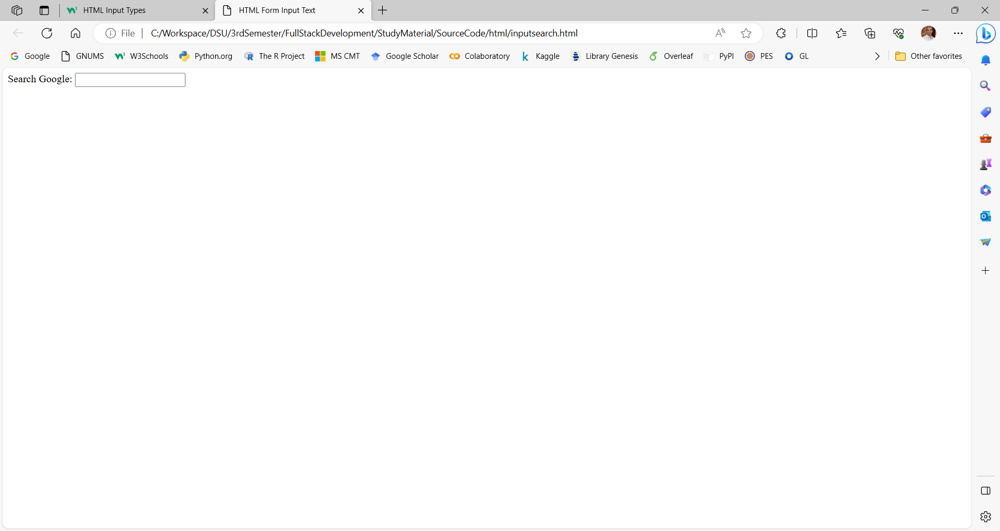 HTML Input Types HTML Form Input Text
File C:/Workspace/DSU/3rdSemester/FullStackDevelopment/StudyMaterial/SourceCode/html/inputsearch.html
Google GNUMS W3Schools Python.org The R Project MS CMT Google Scholar Colaboratory Kaggle Library Genesis Overleaf PyPI PES GL Other favorites
Search Google: